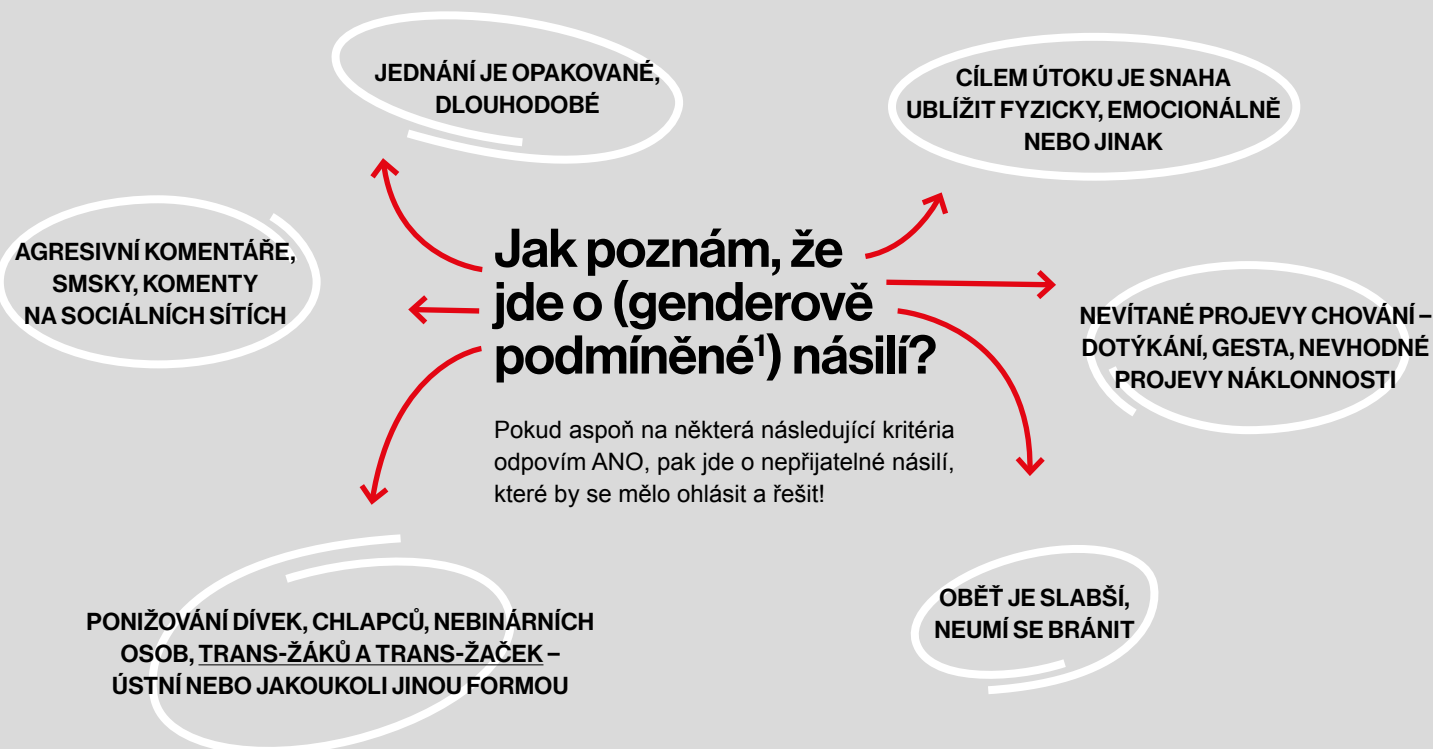 JEDNÁNÍ JE OPAKOVANÉ,
DLOUHODOBÉ
CÍLEM ÚTOKU JE SNAHA
UBLÍŽIT FYZICKY, EMOCIONÁLNĚ
NEBO JINAK
AGRESIVNÍ KOMENTÁŘE,
SMSKY, KOMENTY
NA SOCIÁLNÍCH SÍTÍCH
Jak poznám, že
jde o (genderově
podmíněné¹) násilí?
NEVÍTANÉ PROJEVY CHOVÁNÍ –
DOTÝKÁNÍ, GESTA, NEVHODNÉ
PROJEVY NÁKLONNOSTI
Pokud aspoň na některá následující kritéria
odpovím ANO, pak jde o nepřijatelné násilí,
které by se mělo ohlásit a řešit!
PONIŽOVÁNÍ DÍVEK, CHLAPCŮ, NEBINÁRNÍCH
OSOB, TRANS-ŽÁKŮ A TRANS-ŽAČEK –
ÚSTNÍ NEBO JAKOUKOLI JINOU FORMOU
OBĚŤ JE SLABŠÍ,
NEUMÍ SE BRÁNIT